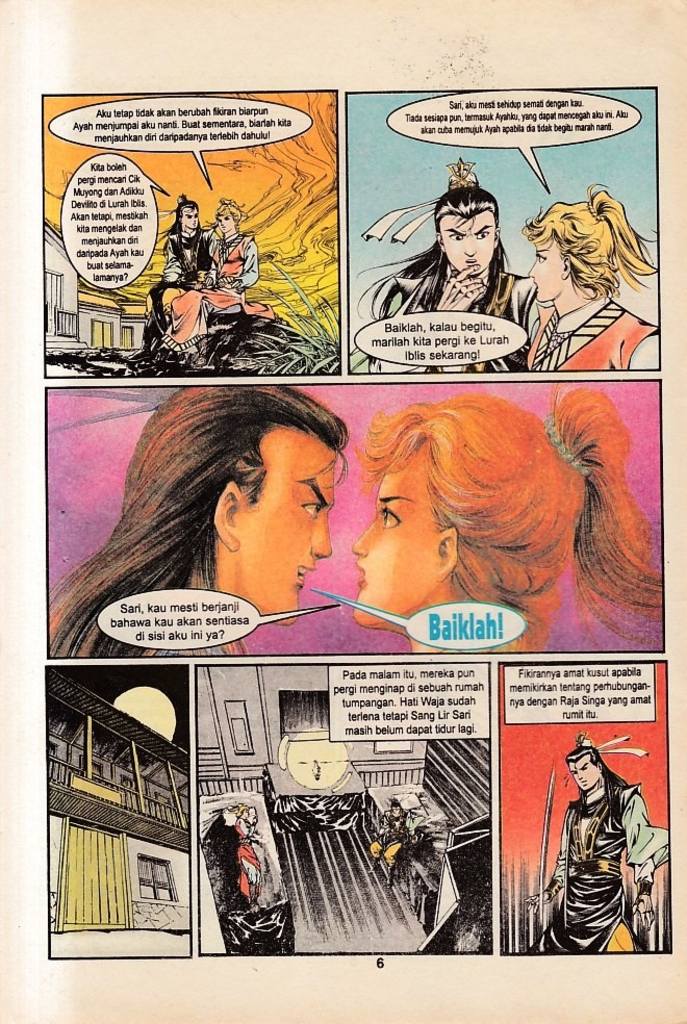 Aku tetap tidak akan berubah fikiran biarpun
Ayah menjumpai aku nanti. Buat sementara, biarlah kita
menjauhkan diri daripadanya terlebih dahulu!
Kita boleh
pergi mencari Cik
Muyong dan Adikku
Devilito di Lurah Iblis.
Akan tetapi, mestikah
kita mengelak dan
menjauhkan diri
daripada Ayah kau
buat selama-
lamanya?
Sari, aku mesti sehidup semati dengan kau.
Tiada sesiapa pun, termasuk Ayahku, yang dapat mencegah aku ini. Aku
akan cuba memujuk Ayah apabila dia tidak begitu marah nanti.
Baiklah, kalau begitu,
marilah kita pergi ke Lurah
Iblis sekarang!
Sari, kau mesti berjanji
bahawa kau akan sentiasa
di sisi aku ini ya?
Baiklah!
Pada malam itu, mereka pun
pergi menginap di sebuah rumah
tumpangan. Hati Waja sudah
terlena tetapi Sang Lir Sari
masih belum dapat tidur lagi.
Fikirannya amat kusut apabila
memikirkan tentang perhubungan-
nya dengan Raja Singa yang amat
rumit itu.
6